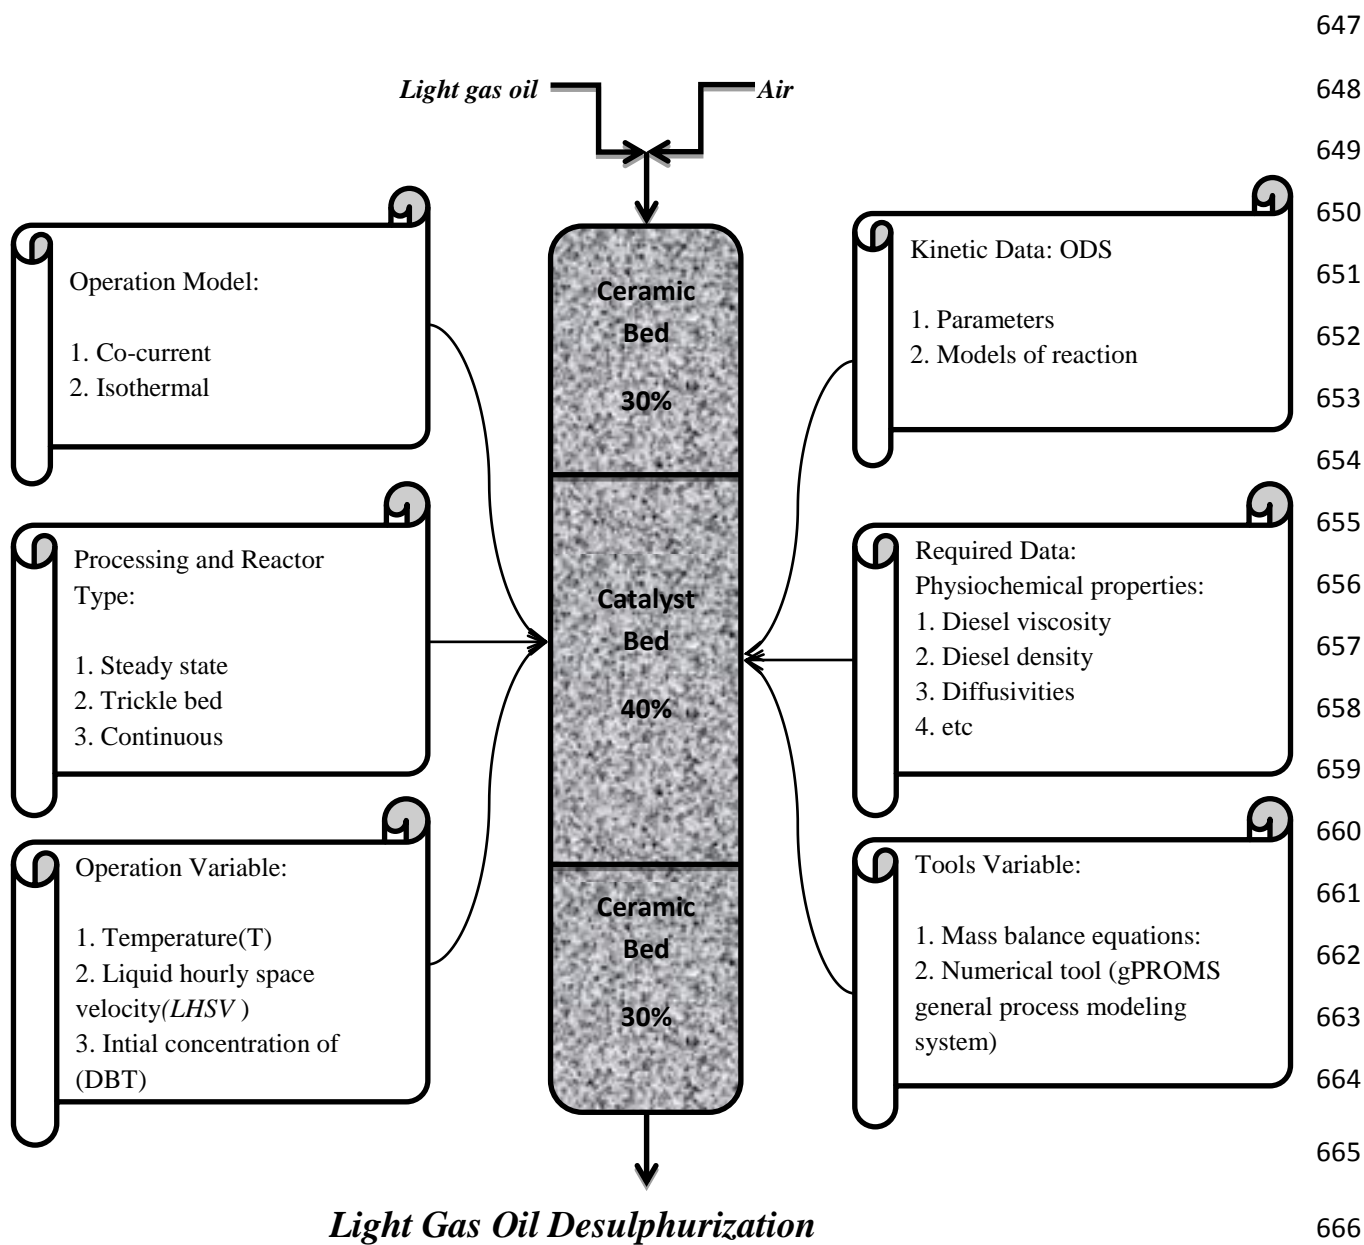 647
Light gas oil
Air
648
649
650
Operation Model:
1. Co-current
2. Isothermal
Ceramic
Bed
30%
Kinetic Data: ODS
1. Parameters
2. Models of reaction
651
652
653
654
655
Processing and Reactor
Type:
1. Steady state
2. Trickle bed
3. Continuous
Catalyst
Bed
40%
Required Data:
Physiochemical properties:
1. Diesel viscosity
2. Diesel density
3. Diffusivities
4. etc
656
657
658
659
660
Operation Variable:
1. Temperature(T)
2. Liquid hourly space
velocity(LHSV )
3. Intial concentration of
(DBT)
Ceramic
Bed
30%
Tools Variable:
1. Mass balance equations:
2. Numerical tool (gPROMS
general process modeling
system)
661
662
663
664
665
Light Gas Oil Desulphurization
666